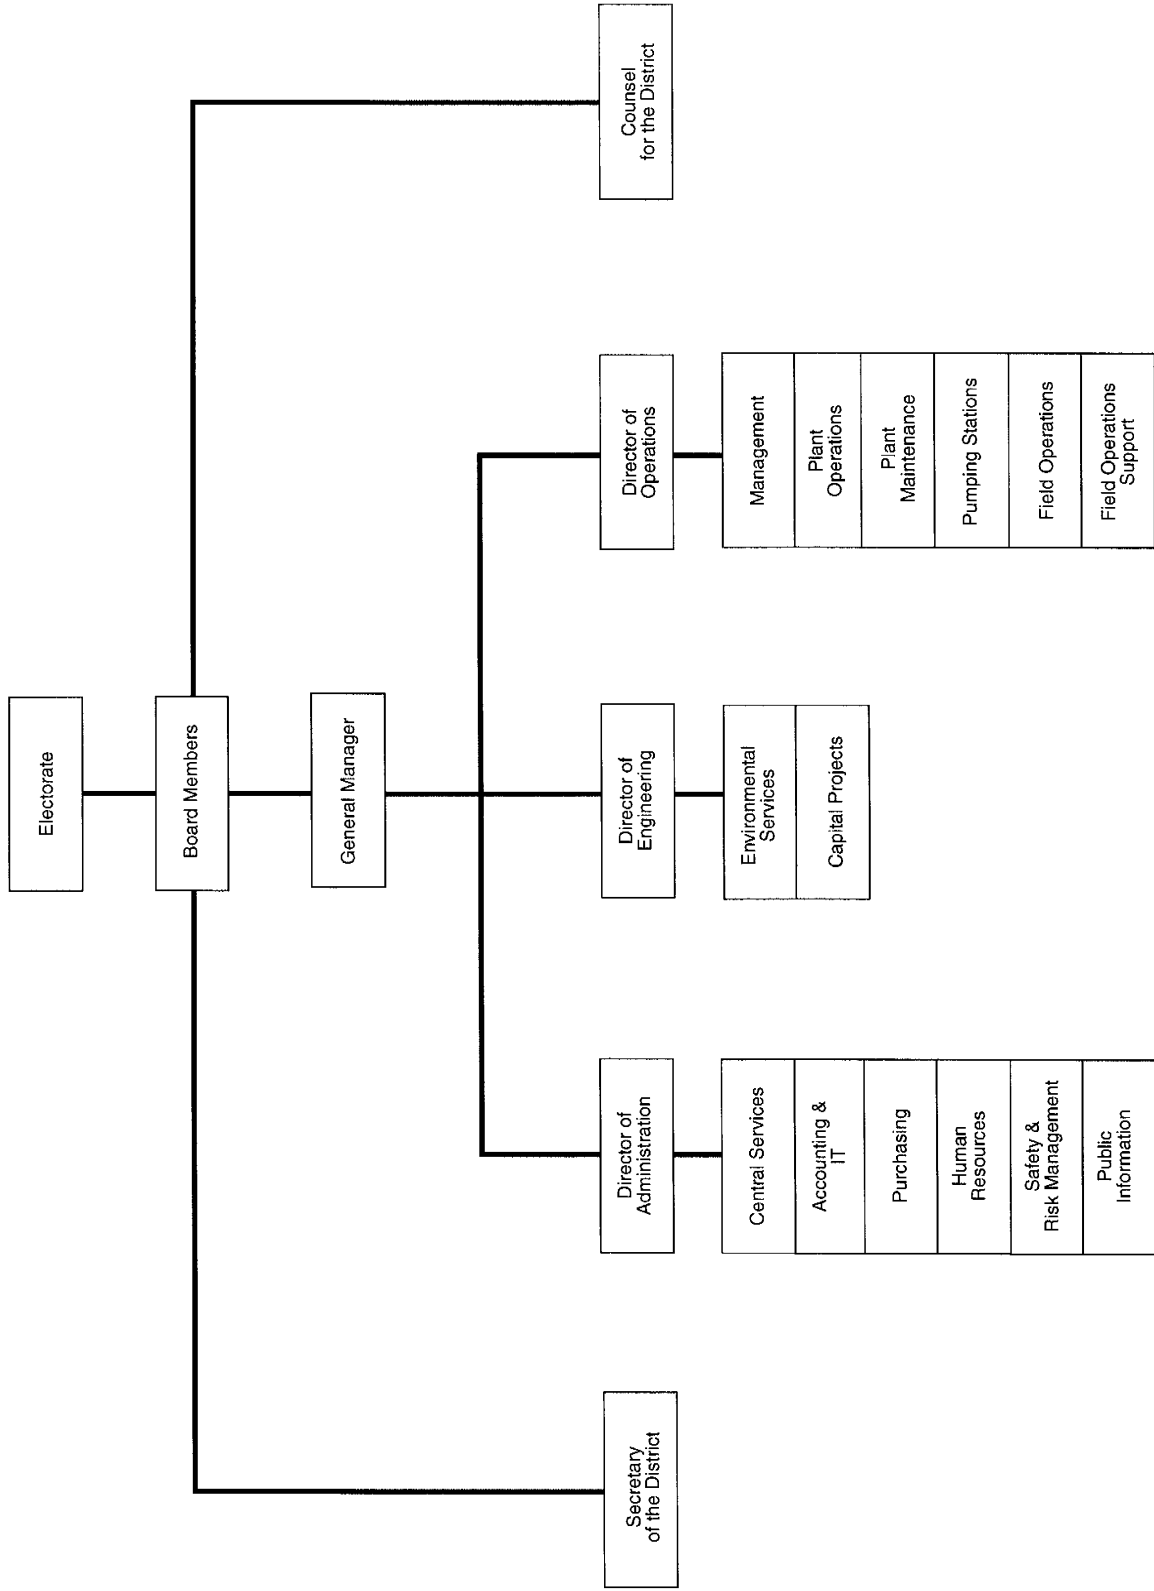 Electorate
Board Members
General Manager
Secretary
of the District
Director of
Administration
Director of
Engineering
Director of
Operations
Counsel
for the District
Central Services
Accounting &
IT
Purchasing
Human
Resources
Safety &
Risk Management
Public
Information
Environmental
Services
Capital Projects
Management
Plant
Operations
Plant
Maintenance
Pumping Stations
Field Operations
Field Operations
Support